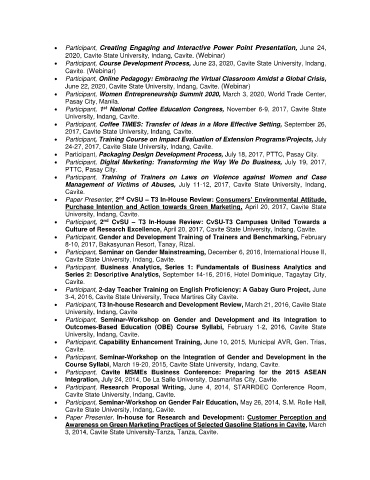 • Participant, Creating Engaging and Interactive Power Point Presentation, June 24,
2020, Cavite State University, Indang, Cavite. (Webinar)
• Participant, Course Development Process, June 23, 2020, Cavite State University, Indang,
Cavite. (Webinar)
• Participant, Online Pedagogy: Embracing the Virtual Classroom Amidst a Global Crisis,
June 22, 2020, Cavite State University, Indang, Cavite. (Webinar)
• Participant, Women Entrepreneurship Summit 2020, March 3, 2020, World Trade Center,
Pasay City, Manila.
• Participant, 1st National Coffee Education Congress, November 6-9, 2017, Cavite State
University, Indang, Cavite.
• Participant, Coffee TIMES: Transfer of Ideas in a More Effective Setting, September 26,
2017, Cavite State University, Indang, Cavite.
• Participant, Training Course on Impact Evaluation of Extension Programs/Projects, July
24-27, 2017, Cavite State University, Indang, Cavite.
• Participant, Packaging Design Development Process, July 18, 2017, PTTC, Pasay City.
• Participant, Digital Marketing: Transforming the Way We Do Business, July 19, 2017,
PTTC, Pasay City.
• Participant, Training of Trainers on Laws on Violence against Women and Case
Management of Victims of Abuses, July 11-12, 2017, Cavite State University, Indang,
Cavite.
• Paper Presenter, 2nd CvSU – T3 In-House Review: Consumers' Environmental Attitude,
Purchase Intention and Action towards Green Marketing, April 20, 2017, Cavite State
University, Indang, Cavite.
• Participant, 2nd CvSU – T3 In-House Review: CvSU-T3 Campuses United Towards a
Culture of Research Excellence, April 20, 2017, Cavite State University, Indang, Cavite.
• Participant, Gender and Development Training of Trainers and Benchmarking, February
8-10, 2017, Bakasyunan Resort, Tanay, Rizal.
• Participant, Seminar on Gender Mainstreaming, December 6, 2016, International House II,
Cavite State University, Indang, Cavite.
• Participant, Business Analytics, Series 1: Fundamentals of Business Analytics and
Series 2: Descriptive Analytics, September 14-16, 2016, Hotel Dominique, Tagaytay City,
Cavite.
• Participant, 2-day Teacher Training on English Proficiency: A Gabay Guro Project, June
3-4, 2016, Cavite State University, Trece Martires City Cavite.
• Participant, T3 In-house Research and Development Review, March 21, 2016, Cavite State
University, Indang, Cavite
• Participant, Seminar-Workshop on Gender and Development and its Integration to
Outcomes-Based Education (OBE) Course Syllabi, February 1-2, 2016, Cavite State
University, Indang, Cavite.
• Participant, Capability Enhancement Training, June 10, 2015, Municipal AVR, Gen. Trias,
Cavite.
• Participant, Seminar-Workshop on the Integration of Gender and Development in the
Course Syllabi, March 19-20, 2015, Cavite State University, Indang, Cavite.
• Participant, Cavite MSMEs Business Conference: Preparing for the 2015 ASEAN
Integration, July 24, 2014, De La Salle University, Dasmariñas City, Cavite.
• Participant, Research Proposal Writing, June 4, 2014, STARRDEC Conference Room,
Cavite State University, Indang, Cavite.
• Participant, Seminar-Workshop on Gender Fair Education, May 26, 2014, S.M. Rolle Hall,
Cavite State University, Indang, Cavite.
• Paper Presenter, In-house for Research and Development: Customer Perception and
Awareness on Green Marketing Practices of Selected Gasoline Stations in Cavite, March
3, 2014, Cavite State University-Tanza, Tanza, Cavite.